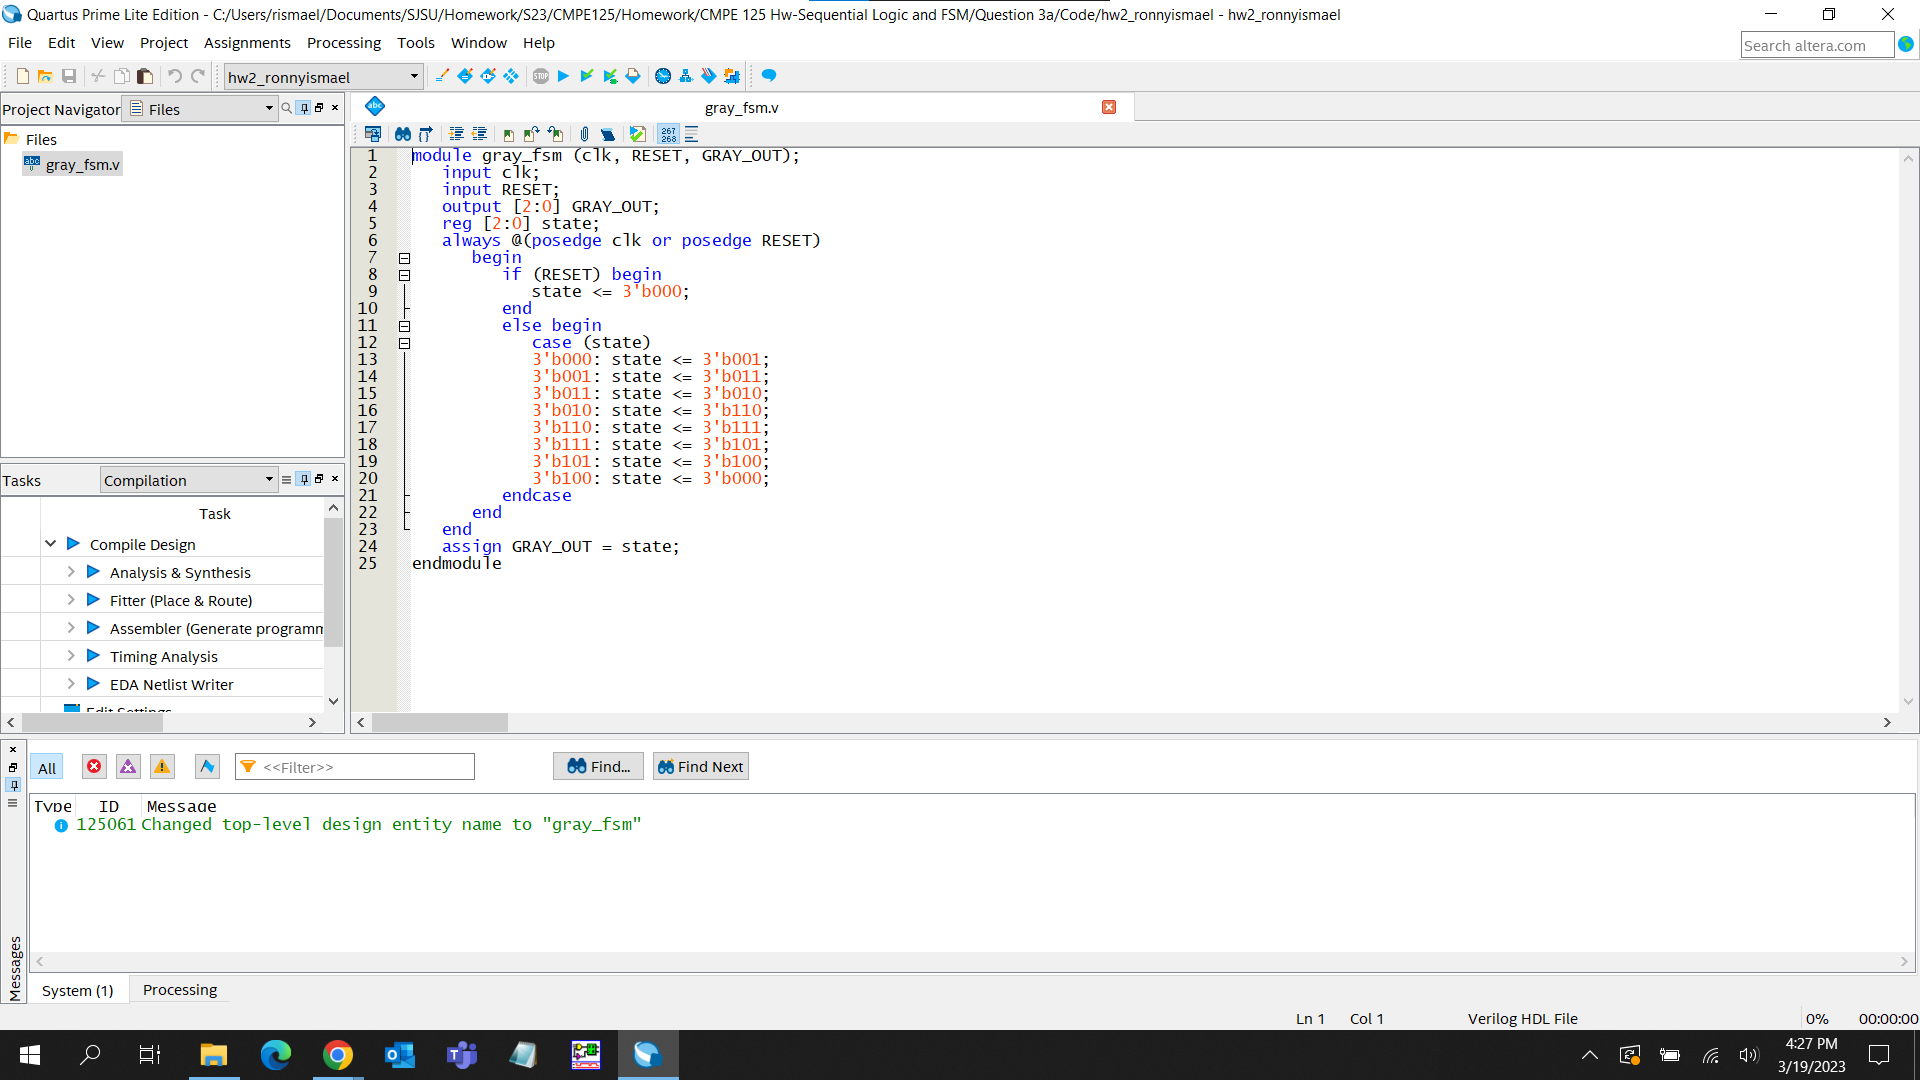 Quartus Prime Lite Edition - C:/Users/rismael/Documents/SJSU/Homework/S23/CMPE125/Homework/CMPE 125 Hw-Sequential Logic and FSM/Question 3a/Code/hw2_ronnyismael - hw2_ronnyismael
File Edit View Project Assignments Processing Tools Window Help
Search altera.com
hw2_ronnyismael
STOP
Project Navigator Files
abc gray_fsm.v
Files
abc gray_fsm.v
267
268
1 module gray_fsm (clk, RESET, GRAY_OUT);
2 input clk;
3 input RESET;
4 output [2:0] GRAY_OUT;
5 reg [2:0] state;
6 always @(posedge clk or posedge RESET)
7 begin
8 if (RESET) begin
9 state <= 3'b000;
10 end
11 else begin
12 case (state)
13 3'b000: state <= 3'b001;
14 3'b001: state <= 3'b011;
15 3'b011: state <= 3'b010;
16 3'b010: state <= 3'b110;
17 3'b110: state <= 3'b111;
18 3'b111: state <= 3'b101;
19 3'b101: state <= 3'b100;
20 3'b100: state <= 3'b000;
21 endcase
22 end
23 end
24 assign GRAY_OUT = state;
25 endmodule
Tasks Compilation
Task
Compile Design
Analysis & Synthesis
Fitter (Place & Route)
Assembler (Generate programm
Timing Analysis
EDA Netlist Writer
Edit Settings
All <<Filter>> Find... Find Next
Type ID Message
125061 Changed top-level design entity name to "gray_fsm"
Messages
System (1) Processing
Ln 1 Col 1 Verilog HDL File 0% 00:00:00
4:27 PM
3/19/2023